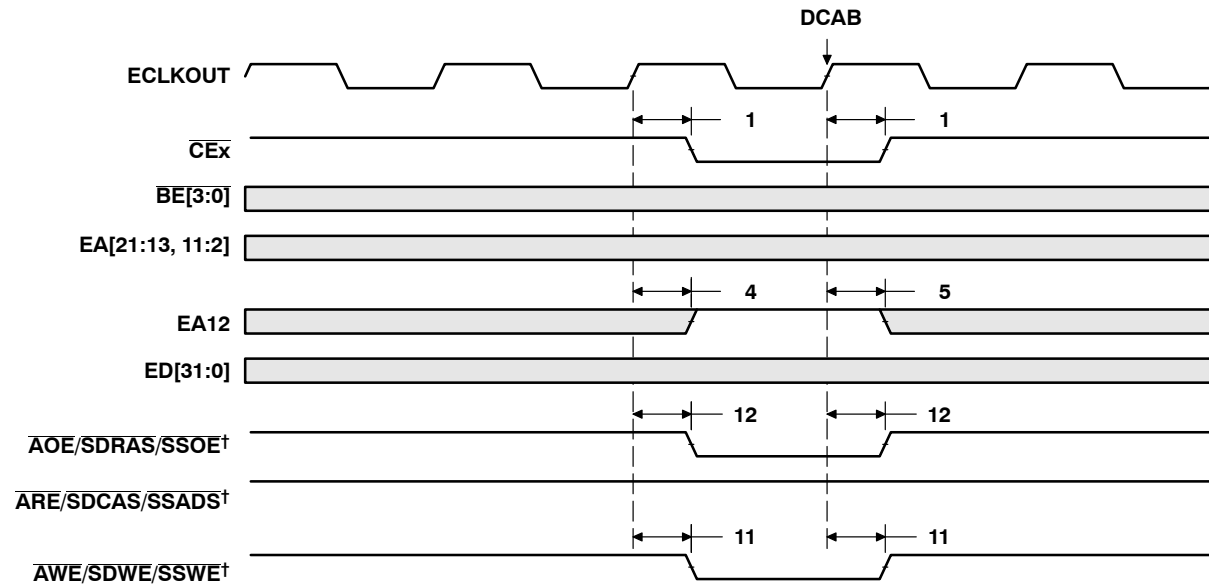 DCAB
ECLKOUT
1 1
CEx
BE[3:0]
EA[21:13, 11:2]
4 5
EA12
ED[31:0]
12 12
AOE/SDRAS/SSOE†
ARE/SDCAS/SSADS†
11 11
AWE/SDWE/SSWE†